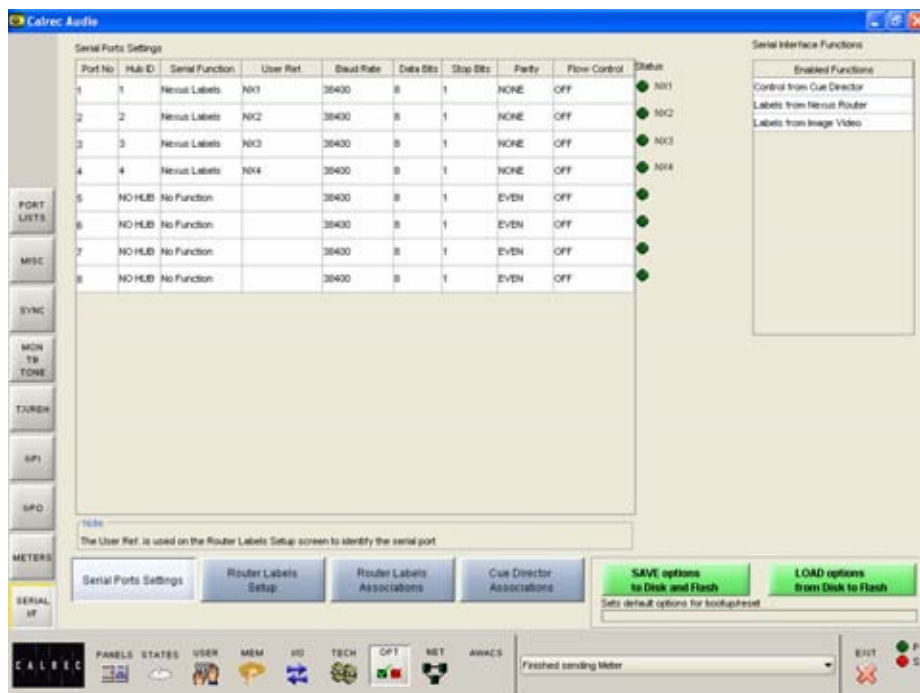 Calrec Audio
Serial Ports Settings
Port No Hub ID Serial Function User Ref. Baud Rate Data Bits Stop Bits Parity Flow Control Status
1 1 Nexus Labels NX1 38400 8 1 NONE OFF NX1
2 2 Nexus Labels NX2 38400 8 1 NONE OFF NX2
3 3 Nexus Labels NX3 38400 8 1 NONE OFF NX3
4 4 Nexus Labels NX4 38400 8 1 NONE OFF NX4
5 NO HUB No Function 38400 8 1 EVEN OFF
6 NO HUB No Function 38400 8 1 EVEN OFF
7 NO HUB No Function 38400 8 1 EVEN OFF
8 NO HUB No Function 38400 8 1 EVEN OFF
Serial Interface Functions
Enabled Functions
Control from Cue Director
Labels from Nexus Router
Labels from Image Video
PORT
LISTS
MISC
SYNC
MON
TB
TONE
TX/REH
GPI
GPO
METERS
SERIAL
I/F
Note
The User Ref. is used on the Router Labels Setup screen to identify the serial port
Serial Ports Settings
Router Labels
Setup
Router Labels
Associations
Cue Director
Associations
SAVE options
to Disk and Flash
LOAD options
from Disk to Flash
Sets default options for bootup/reset
CALREC
PANELS STATES USER MEM I/O TECH OPT NET AWACS
Finished sending Meter
EXIT
P
S